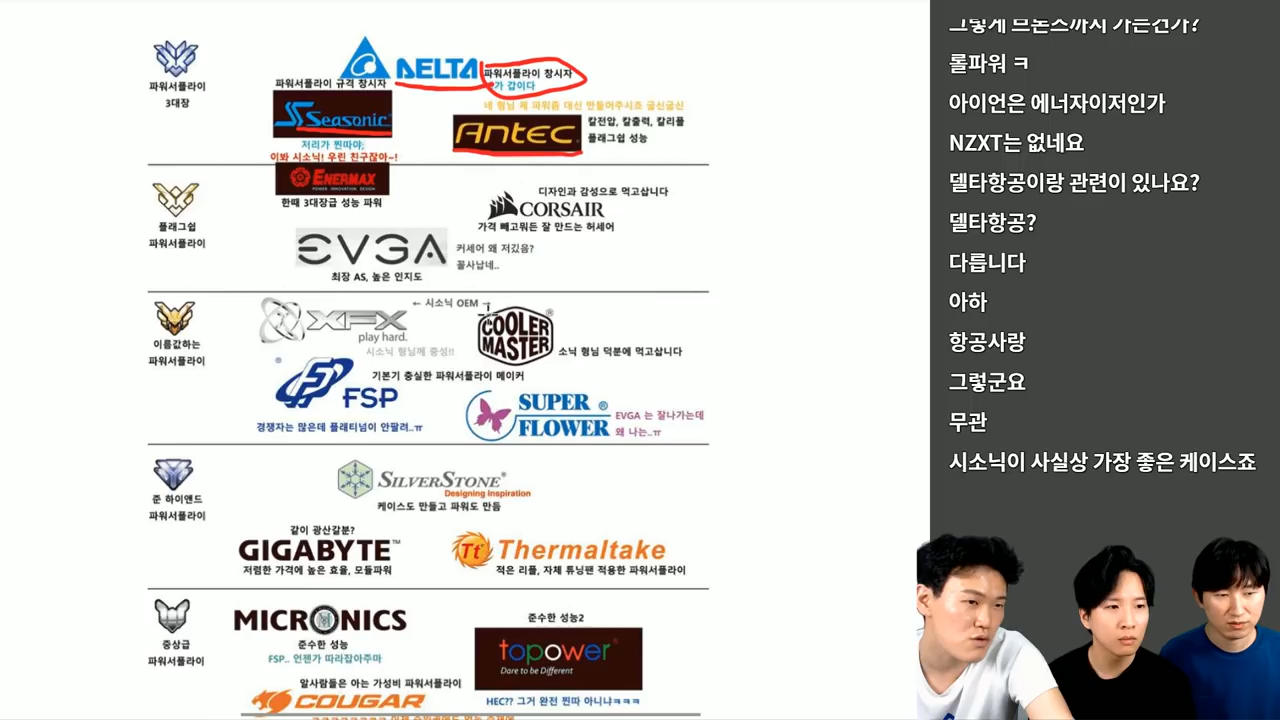 파워서플라이
3대장
파워서플라이 규격 창시자
DELTA
파워서플라이 창시자
가 갑이다
Seasonic
저리가 찐따야;
이봐 시소닉! 우린 친구잖아~!
네 형님 제 파워좀 대신 만들어주시죠 굽신굽신
ANTEC
칼전압, 칼출력, 칼리플
플래그쉽 성능
플래그쉽
파워서플라이
ENERMAX
POWER. INNOVATION. DESIGN
한때 3대장급 성능 파워
디자인과 감성으로 먹고삽니다
CORSAIR
가격 빼고뭐든 잘 만드는 허세어
EVGA
최장 AS, 높은 인지도
커세어 왜 저깄음?
꼴사납네..
이름값하는
파워서플라이
← 시소닉 OEM →
XFX
play hard.
시소닉 형님께 충성!!
COOLER
MASTER
소닉 형님 덕분에 먹고삽니다
FSP
기본기 충실한 파워서플라이 메이커
경쟁자는 많은데 플래티넘이 안팔려..ㅠ
SUPER
FLOWER
EVGA 는 잘나가는데
왜 나는..ㅠ
준 하이앤드
파워서플라이
SILVERSTONE
Designing Inspiration
케이스도 만들고 파워도 만듬
같이 광산갈분?
GIGABYTE™
저렴한 가격에 높은 효율, 모듈파워
Tt Thermaltake
적은 리플, 자체 튜닝팬 적용한 파워서플라이
중상급
파워서플라이
MICRONICS
준수한 성능
FSP.. 언젠가 따라잡아주마
준수한 성능2
topower
Dare to be Different
HEC?? 그거 완전 찐따 아니냐ㅋㅋㅋ
알사람들은 아는 가성비 파워서플라이
COUGAR
그렇게 브론즈까지 가는건가?
롤파워 ㅋ
아이언은 에너자이저인가
NZXT는 없네요
델타항공이랑 관련이 있나요?
델타항공?
다릅니다
아하
항공사랑
그렇군요
무관
시소닉이 사실상 가장 좋은 케이스죠